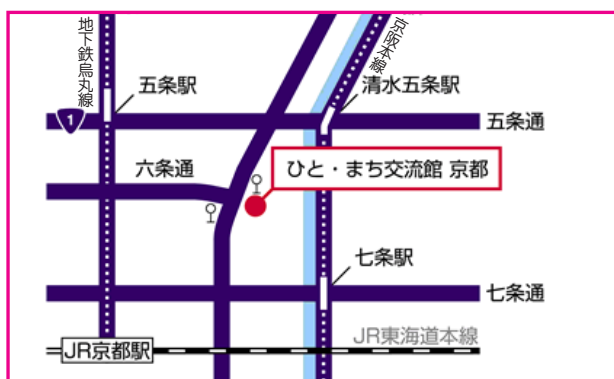 地下鉄烏丸線
京阪本線
五条駅
清水五条駅
1
五条通
六条通
ひと・まち交流館 京都
七条駅
七条通
JR東海道本線
JR京都駅